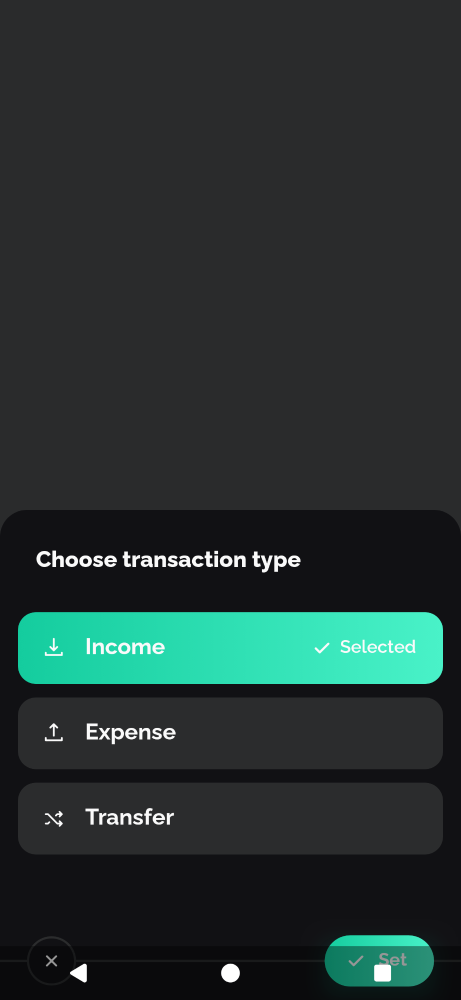 Choose transaction type
Income
Selected
Expense
Transfer
Set